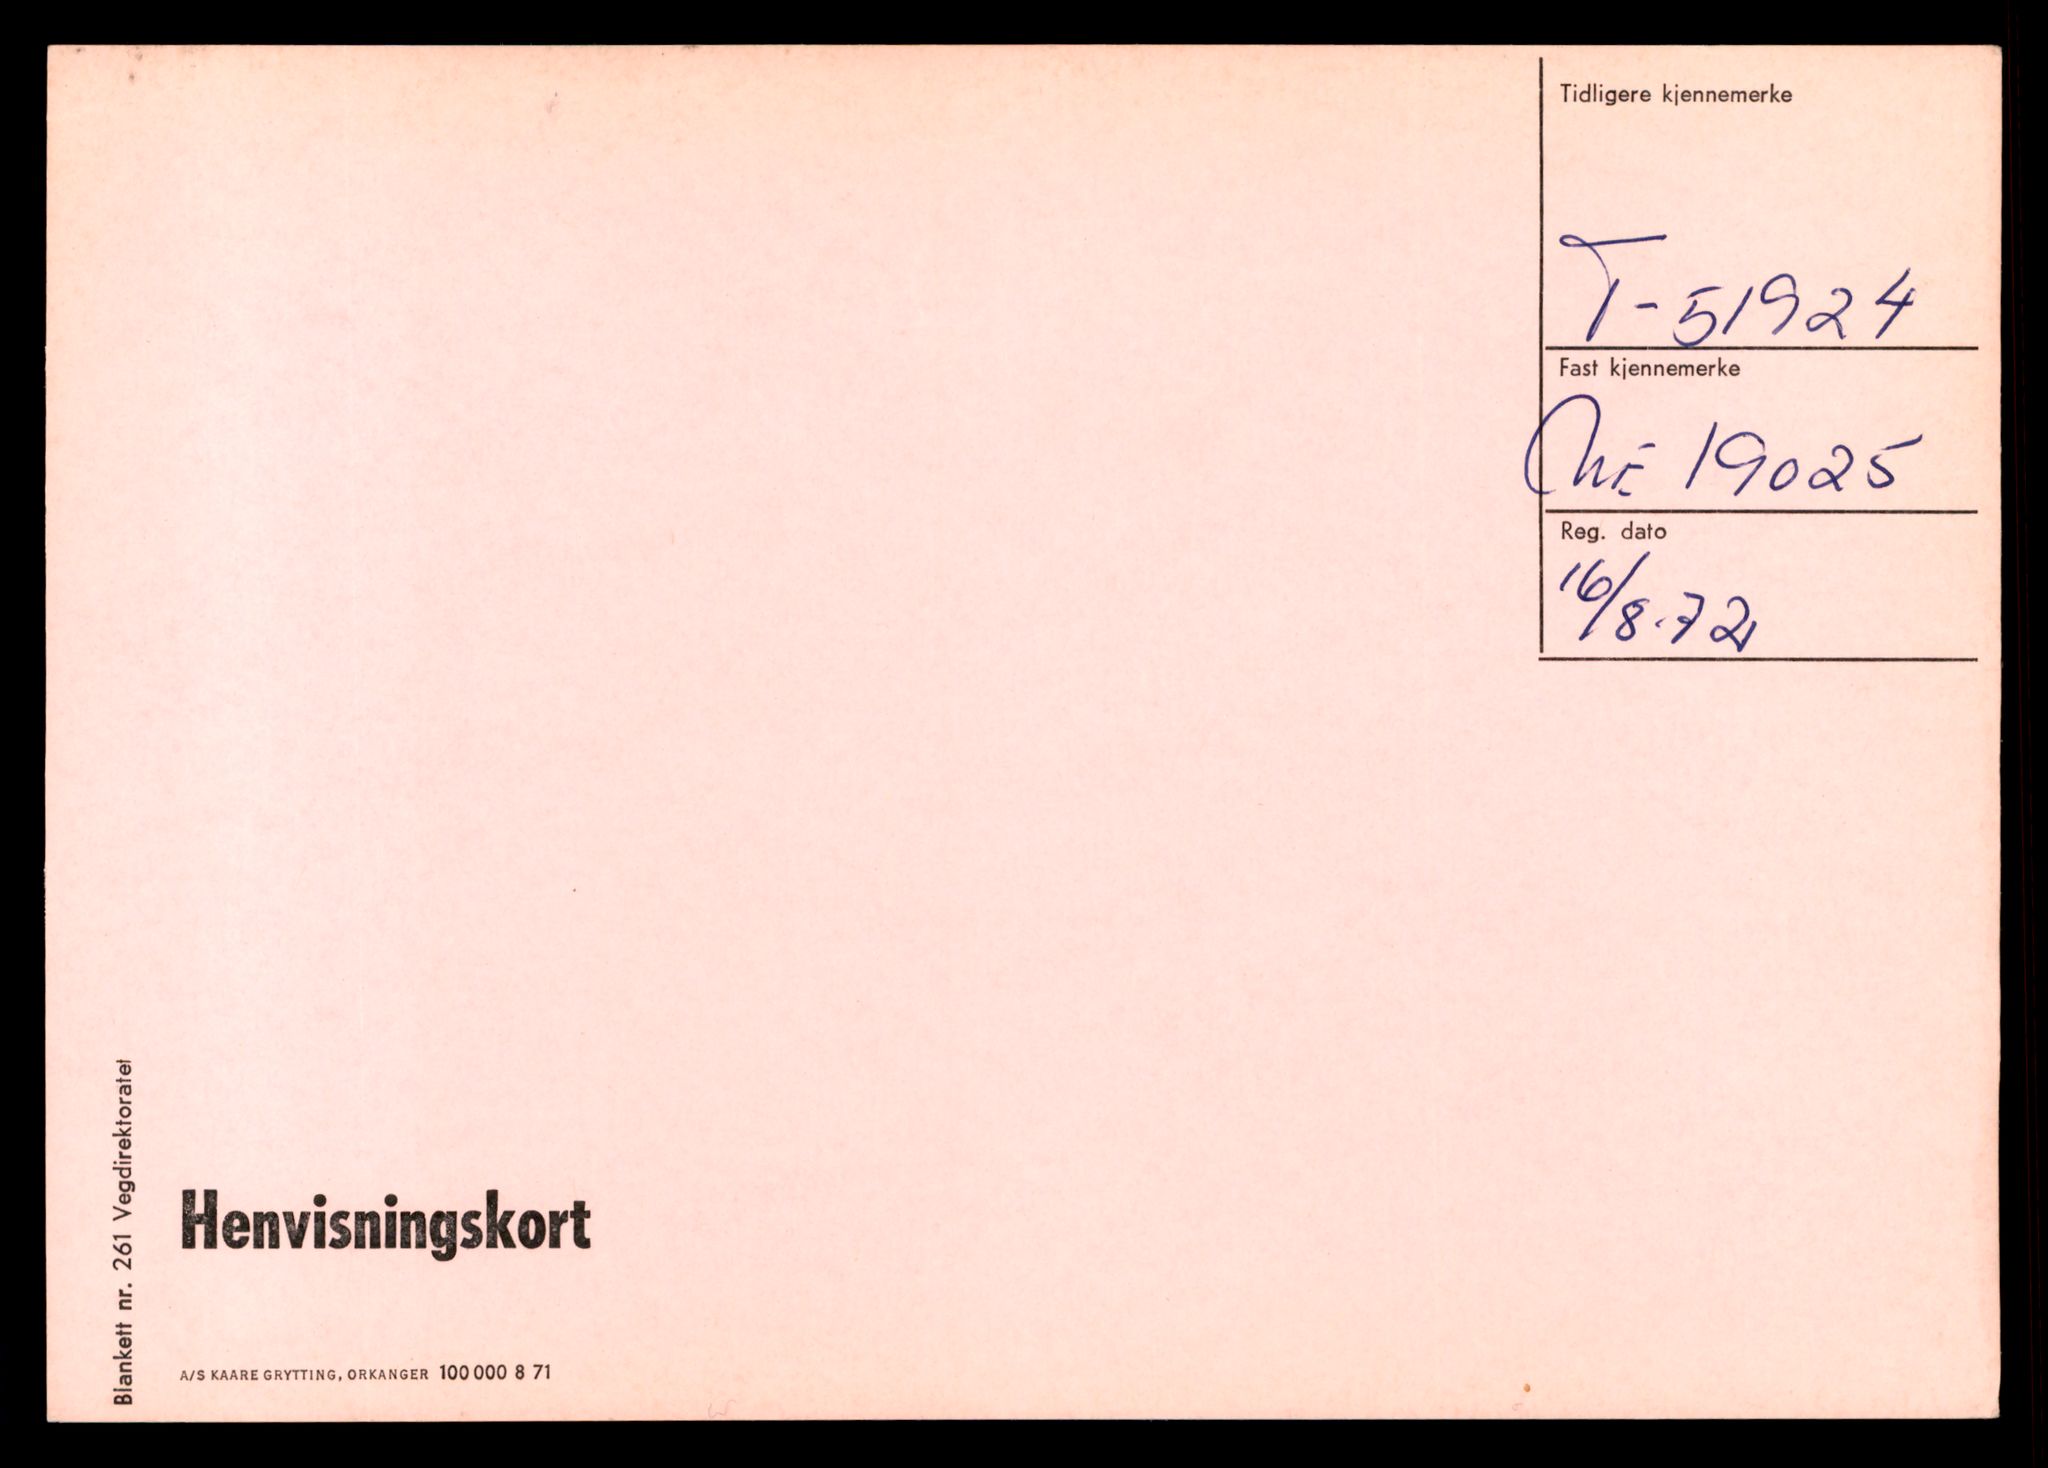 Tidligere kjennemerke
T-51924
Fast kjennemerke
19025
Reg. dato
16/8.72
Blankett nr. 261 Vegdirektoratet
Henvisningskort
A/S KAARE GRYTTING, ORKANGER 100 000 8 71